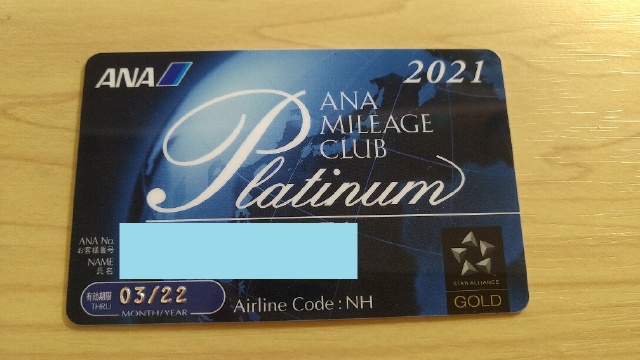 ANA
2021
ANA
MILEAGE
CLUB
Platinum
ANA No.
お客様番号
NAME
氏名
有効期限 03/22
THRU
MONTH/YEAR
Airline Code : NH
STAR ALLIANCE
GOLD